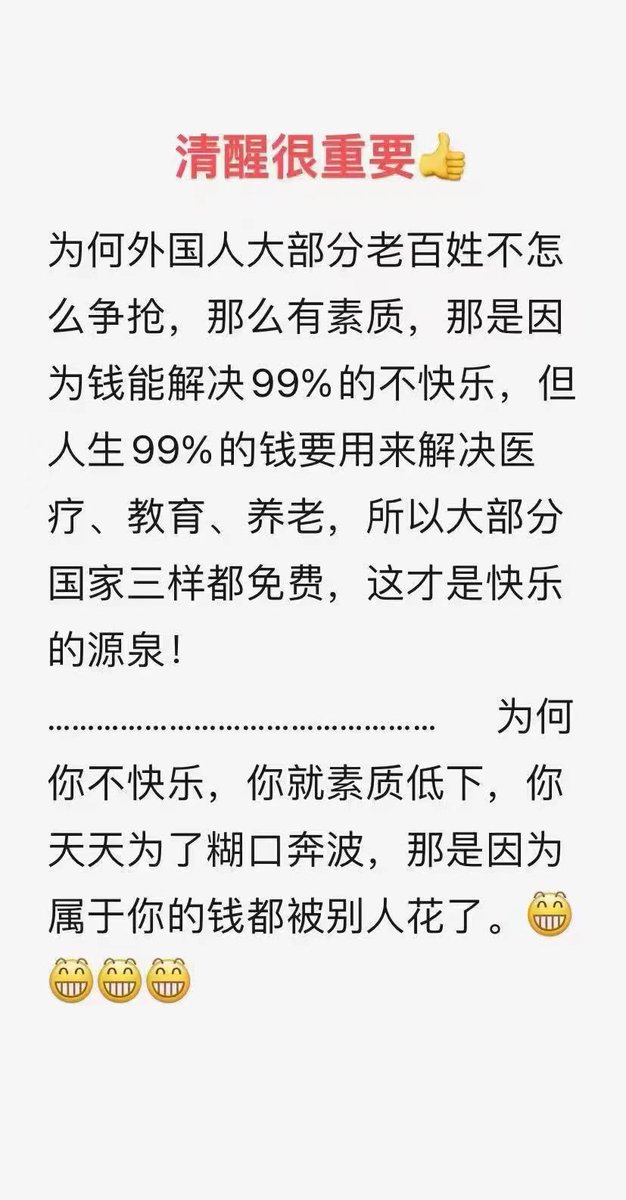 清醒很重要👍
为何外国人大部分老百姓不怎
么争抢，那么有素质，那是因
为钱能解决99%的不快乐，但
人生99%的钱要用来解决医
疗、教育、养老，所以大部分
国家三样都免费，这才是快乐
的源泉！
………………………………………… 为何
你不快乐，你就素质低下，你
天天为了糊口奔波，那是因为
属于你的钱都被别人花了。😁
😁😁😁